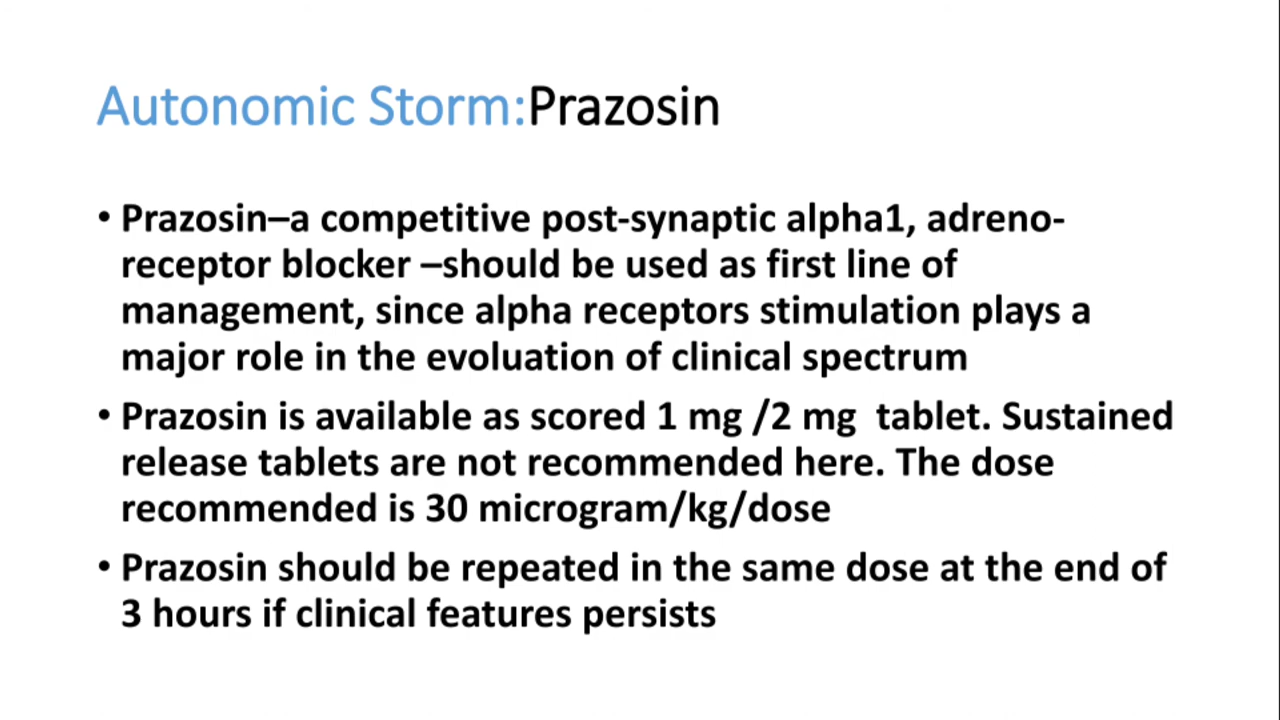 Autonomic Storm:Prazosin
• Prazosin–a competitive post-synaptic alpha1, adreno-
receptor blocker –should be used as first line of
management, since alpha receptors stimulation plays a
major role in the evoluation of clinical spectrum
• Prazosin is available as scored 1 mg /2 mg  tablet. Sustained
release tablets are not recommended here. The dose
recommended is 30 microgram/kg/dose
• Prazosin should be repeated in the same dose at the end of
3 hours if clinical features persists